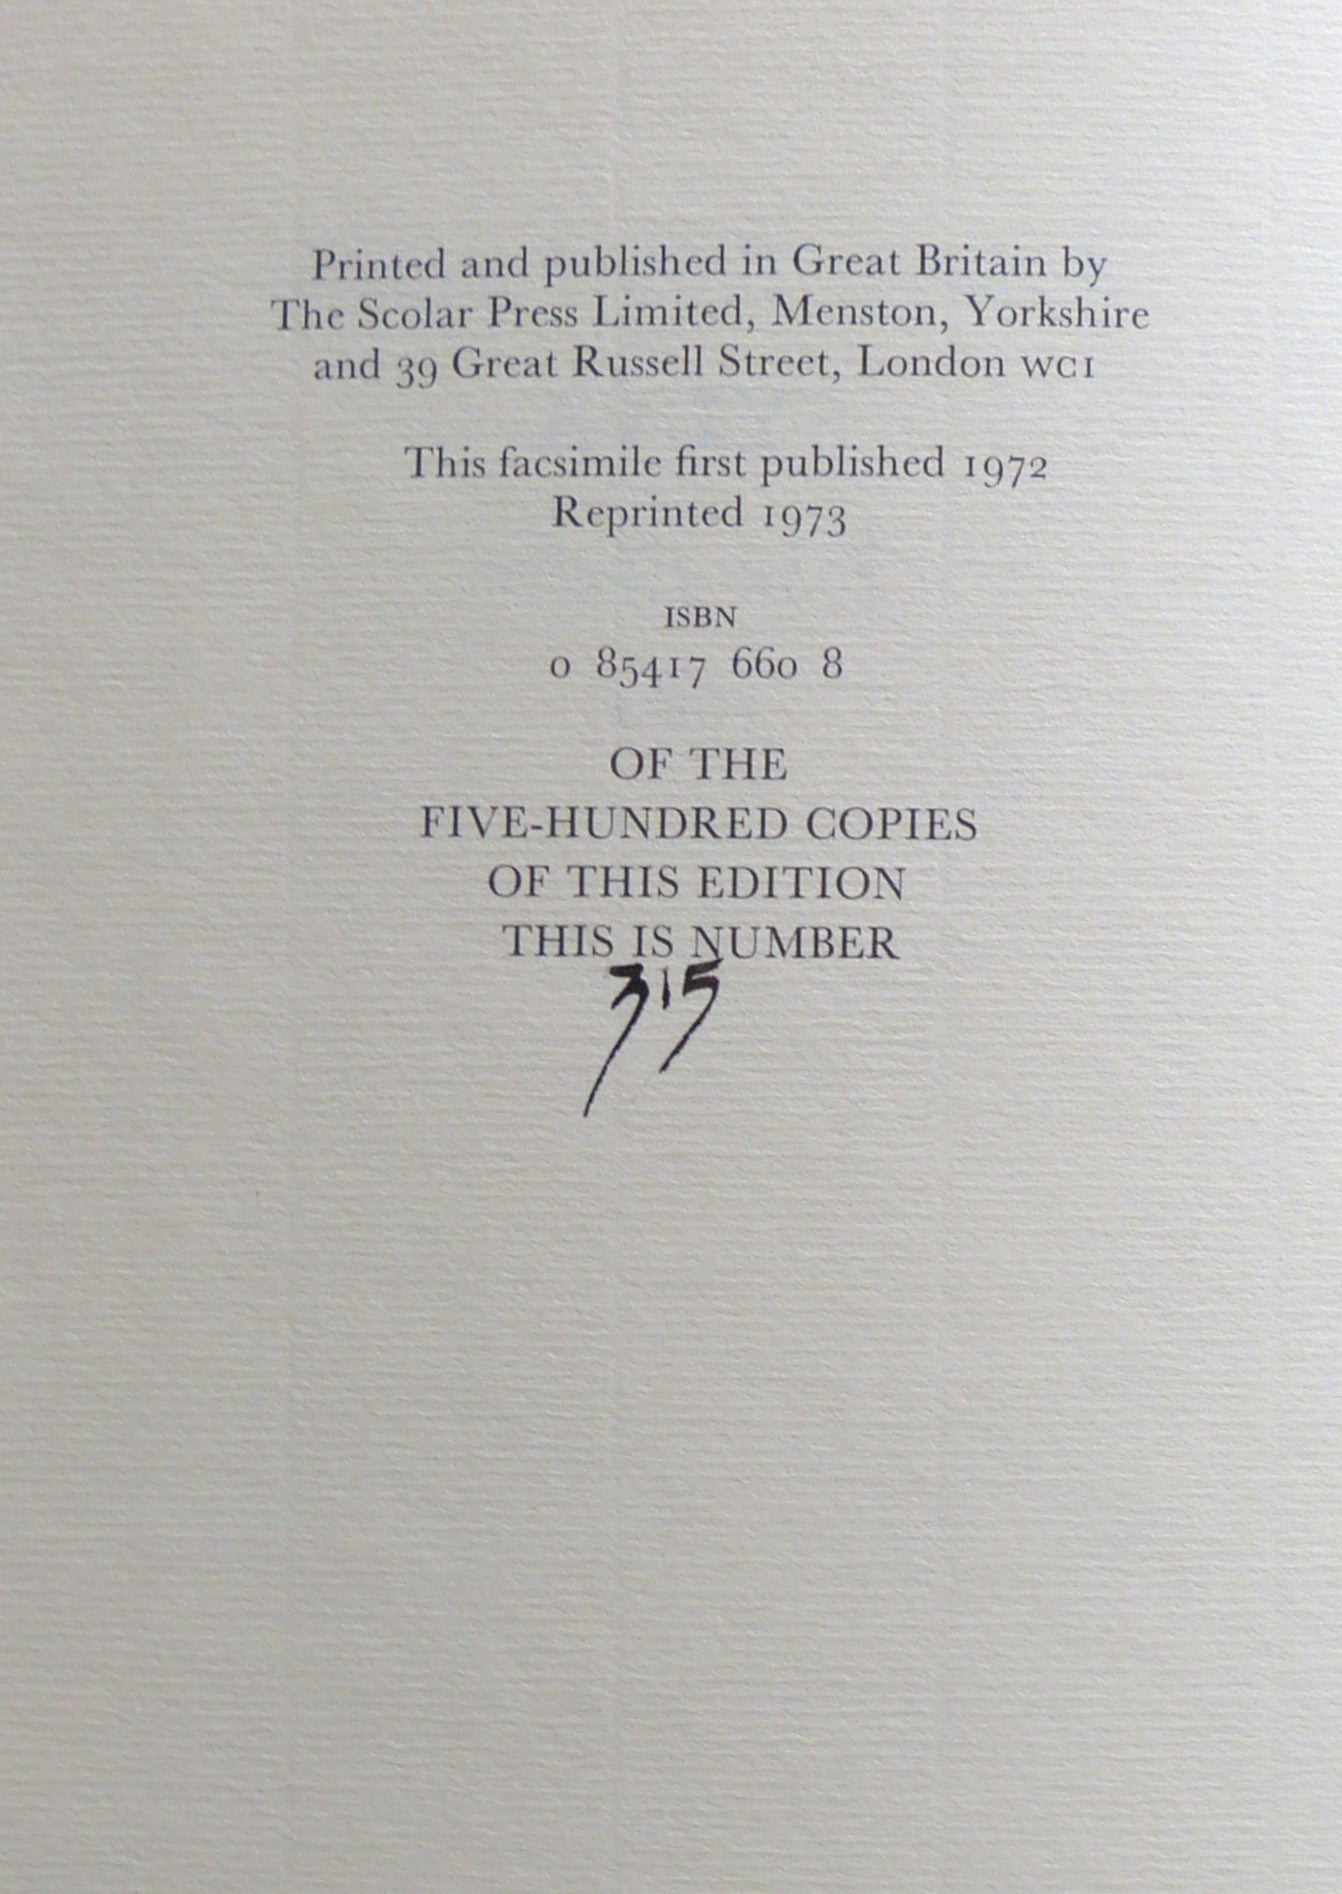 Printed and published in Great Britain by
The Scolar Press Limited, Menston, Yorkshire
and 39 Great Russell Street, London WC1
This facsimile first published 1972
Reprinted 1973
ISBN
0 85417 660 8
OF THE
FIVE-HUNDRED COPIES
OF THIS EDITION
THIS IS NUMBER
315